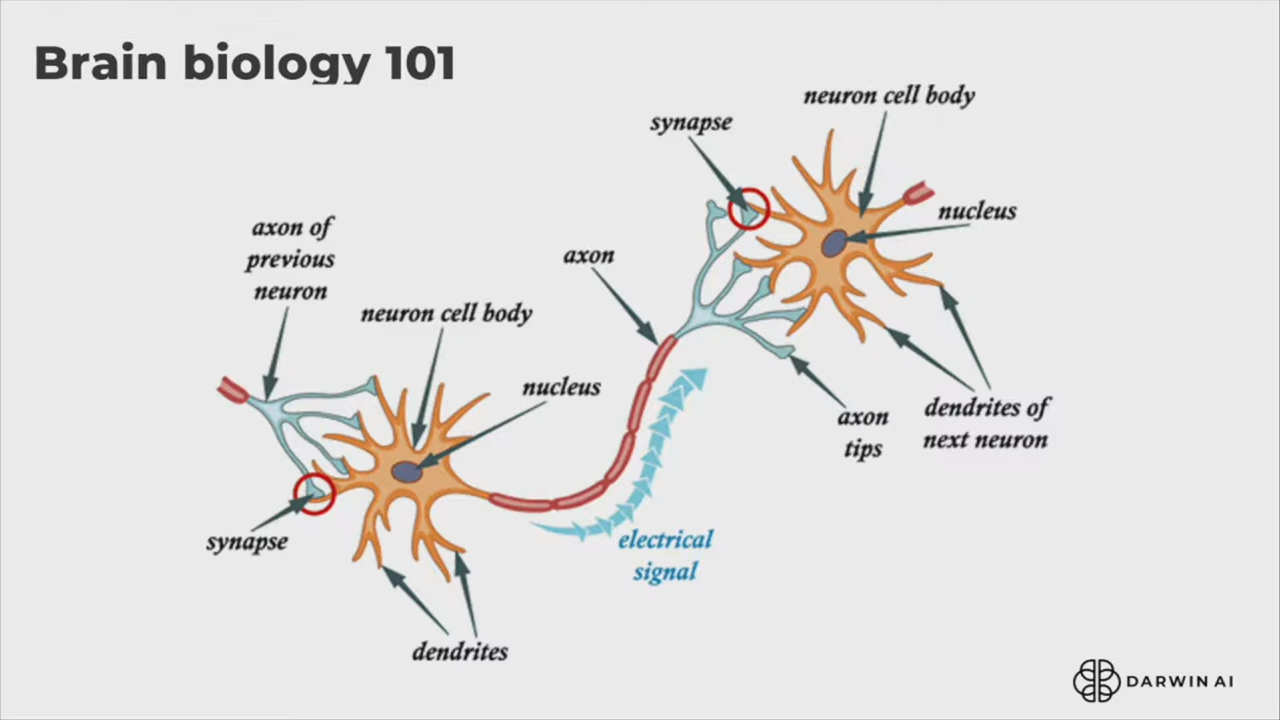 Brain biology 101
neuron cell body
synapse
nucleus
axon of
previous
neuron
axon
neuron cell body
nucleus
axon
tips
dendrites of
next neuron
synapse
electrical
signal
dendrites
DARWIN AI